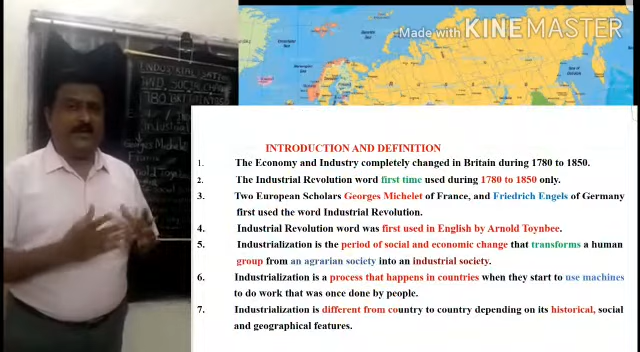 Made with KINEMASTER
INDUSTRIALISATION
AND SOCIAL CHANGE
INTRODUCTION AND DEFINITION
1. The Economy and Industry completely changed in Britain during 1780 to 1850.
2. The Industrial Revolution word first time used during 1780 to 1850 only.
3. Two European Scholars Georges Michelet of France, and Friedrich Engels of Germany
first used the word Industrial Revolution.
4. Industrial Revolution word was first used in English by Arnold Toynbee.
5. Industrialization is the period of social and economic change that transforms a human
group from an agrarian society into an industrial society.
6. Industrialization is a process that happens in countries when they start to use machines
to do work that was once done by people.
7. Industrialization is different from country to country depending on its historical, social
and geographical features.